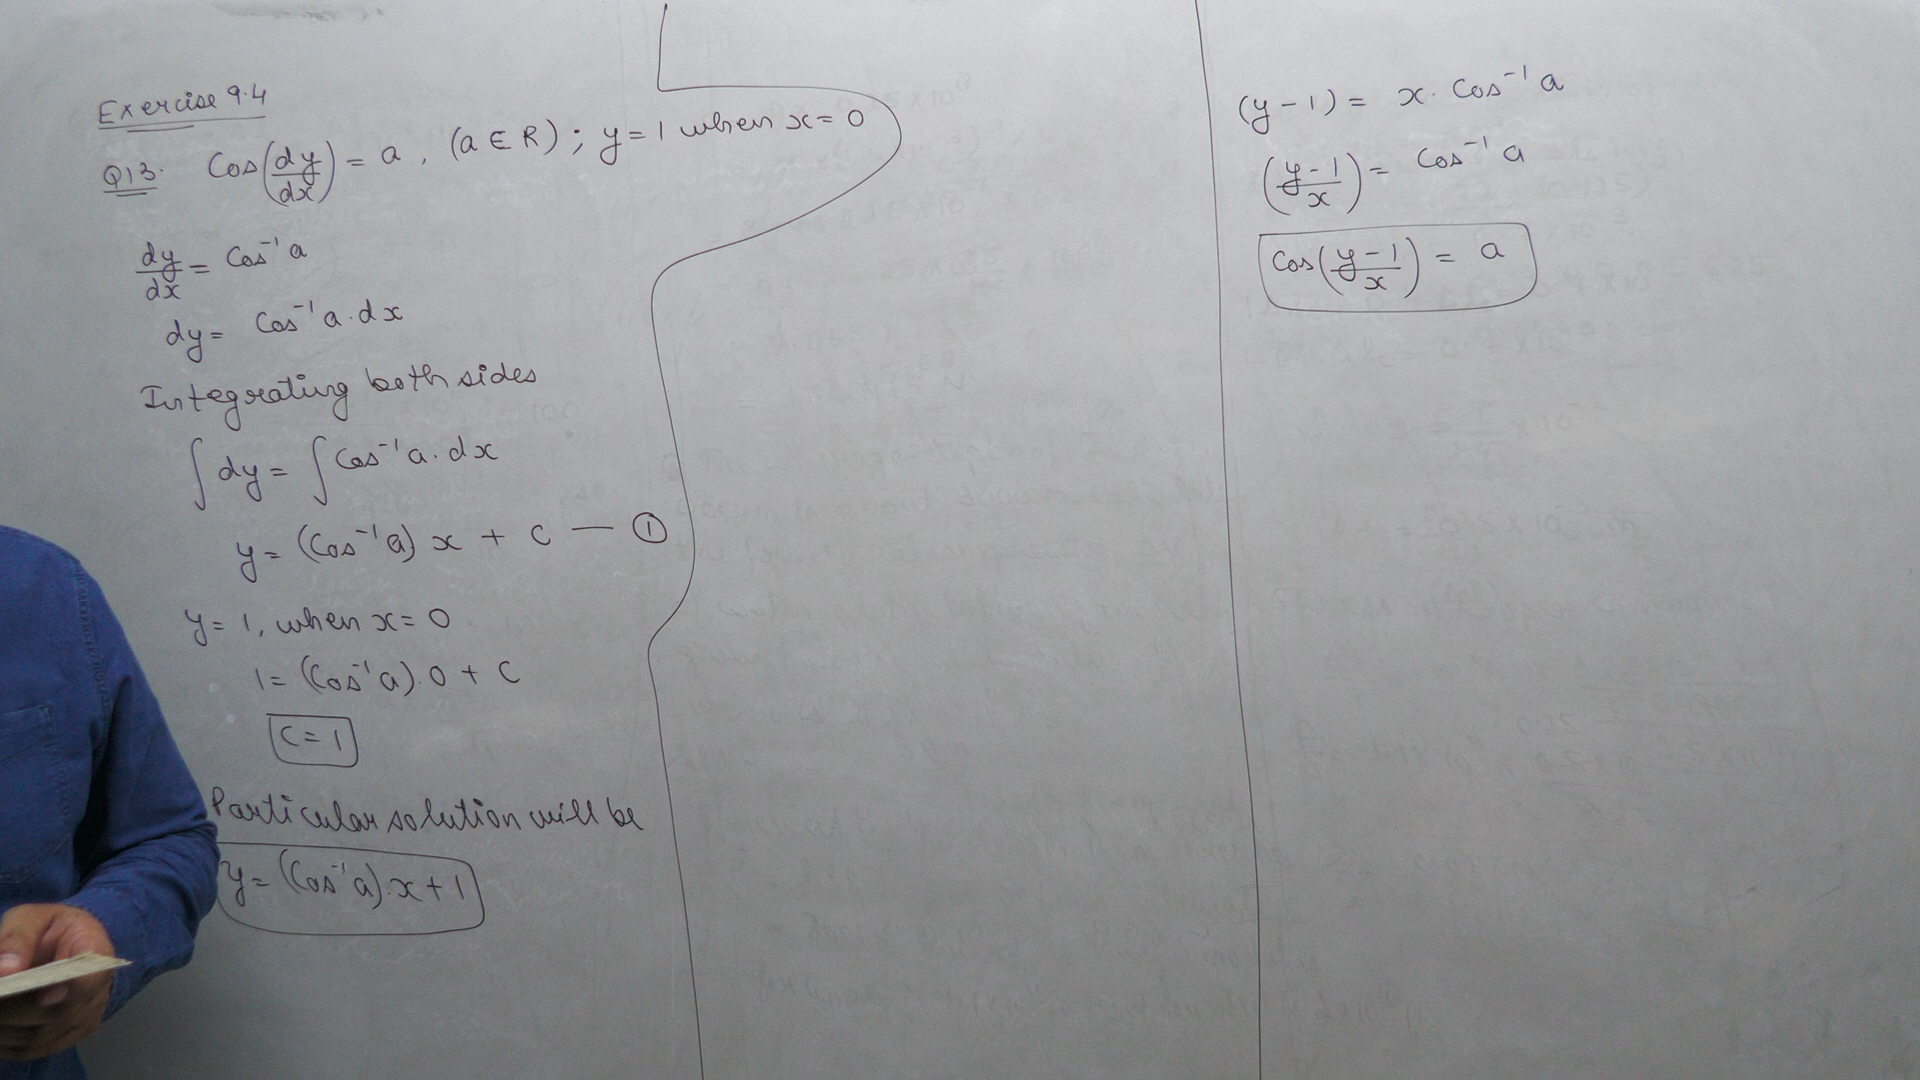 Exercise 9.4
Q13. Cos(dy/dx) = a, (a ∈ R) ; y = 1 when x = 0
dy/dx = Cos⁻¹ a
dy = Cos⁻¹ a . dx
Integrating both sides
∫ dy = ∫ Cos⁻¹ a . dx
y = (Cos⁻¹ a) x + C — ①
y = 1, when x = 0
1 = (Cos⁻¹ a) . 0 + C
C = 1
Particular solution will be
y = (Cos⁻¹ a) . x + 1
(y - 1) = x . Cos⁻¹ a
((y - 1)/x) = Cos⁻¹ a
Cos((y - 1)/x) = a